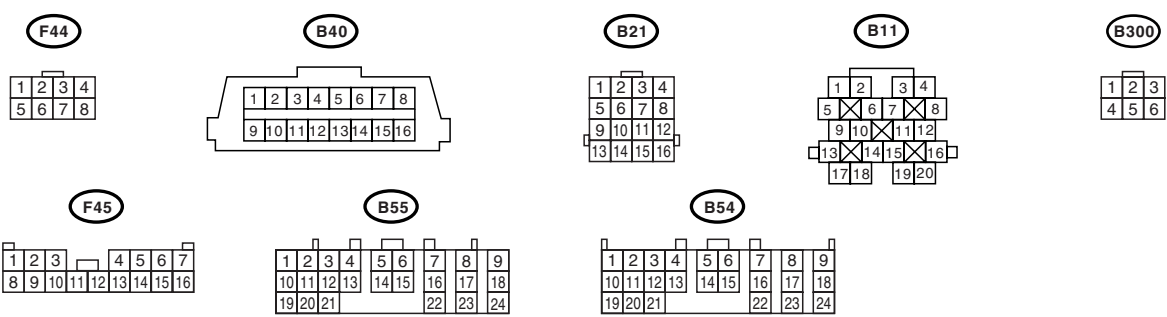 F44 B40 B21 B11 B300
1 2 3 4
5 6 7 8
1 2 3 4 5 6 7 8
9 10 11 12 13 14 15 16
1 2 3 4
5 6 7 8
9 10 11 12
13 14 15 16
1 2 3 4
5 6 7 8
9 10 11 12
13 14 15 16
17 18 19 20
1 2 3
4 5 6
F45 B55 B54
1 2 3 4 5 6 7
8 9 10 11 12 13 14 15 16
1 2 3 4 5 6 7 8 9
10 11 12 13 14 15 16 17 18
19 20 21 22 23 24
1 2 3 4 5 6 7 8 9
10 11 12 13 14 15 16 17 18
19 20 21 22 23 24